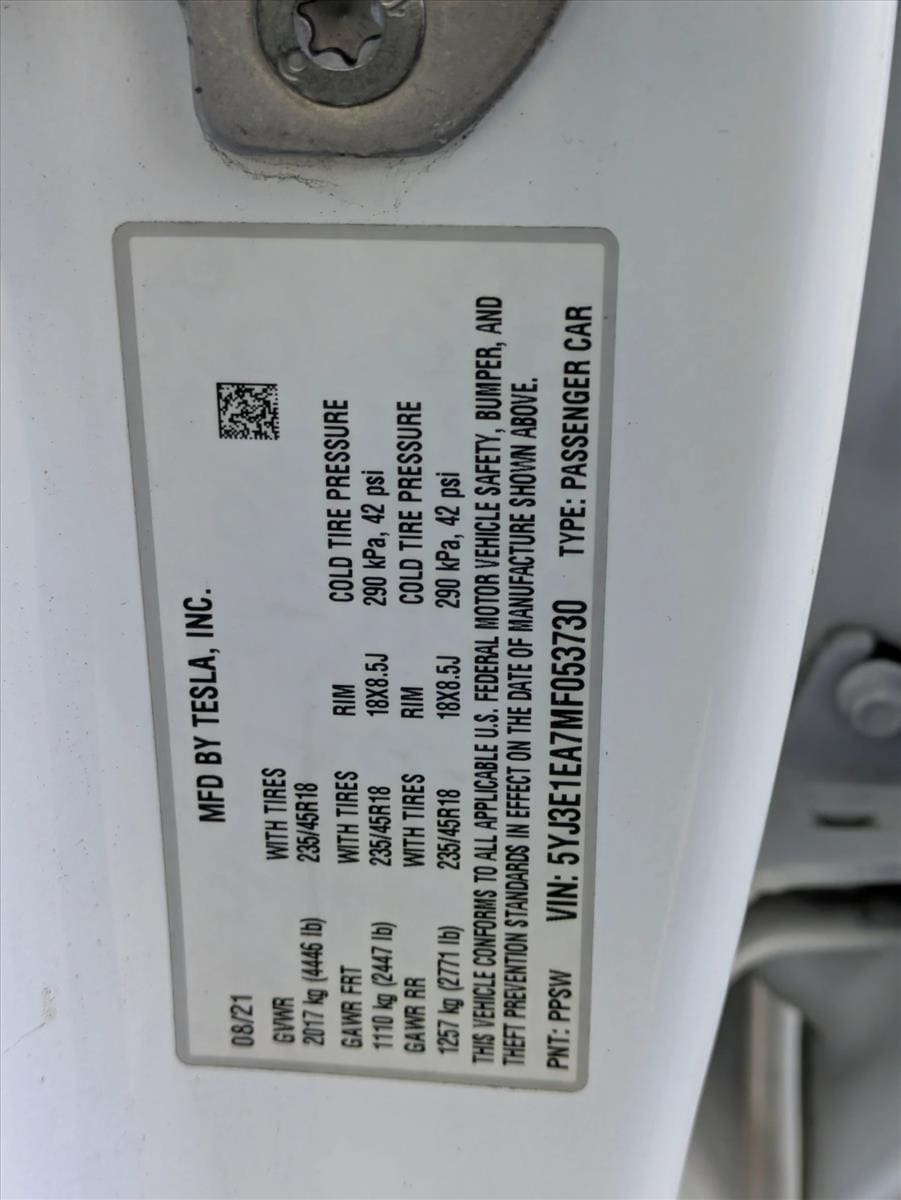 MFD BY TESLA, INC.
08/21
GVWR WITH TIRES
2017 kg (4446 lb) 235/45R18
GAWR FRT WITH TIRES RIM COLD TIRE PRESSURE
1110 kg (2447 lb) 235/45R18 18X8.5J 290 kPa, 42 psi
GAWR RR WITH TIRES RIM COLD TIRE PRESSURE
1257 kg (2771 lb) 235/45R18 18X8.5J 290 kPa, 42 psi
THIS VEHICLE CONFORMS TO ALL APPLICABLE U.S. FEDERAL MOTOR VEHICLE SAFETY, BUMPER, AND
THEFT PREVENTION STANDARDS IN EFFECT ON THE DATE OF MANUFACTURE SHOWN ABOVE.
PNT: PPSW VIN: 5YJ3E1EA7MF053730 TYPE: PASSENGER CAR